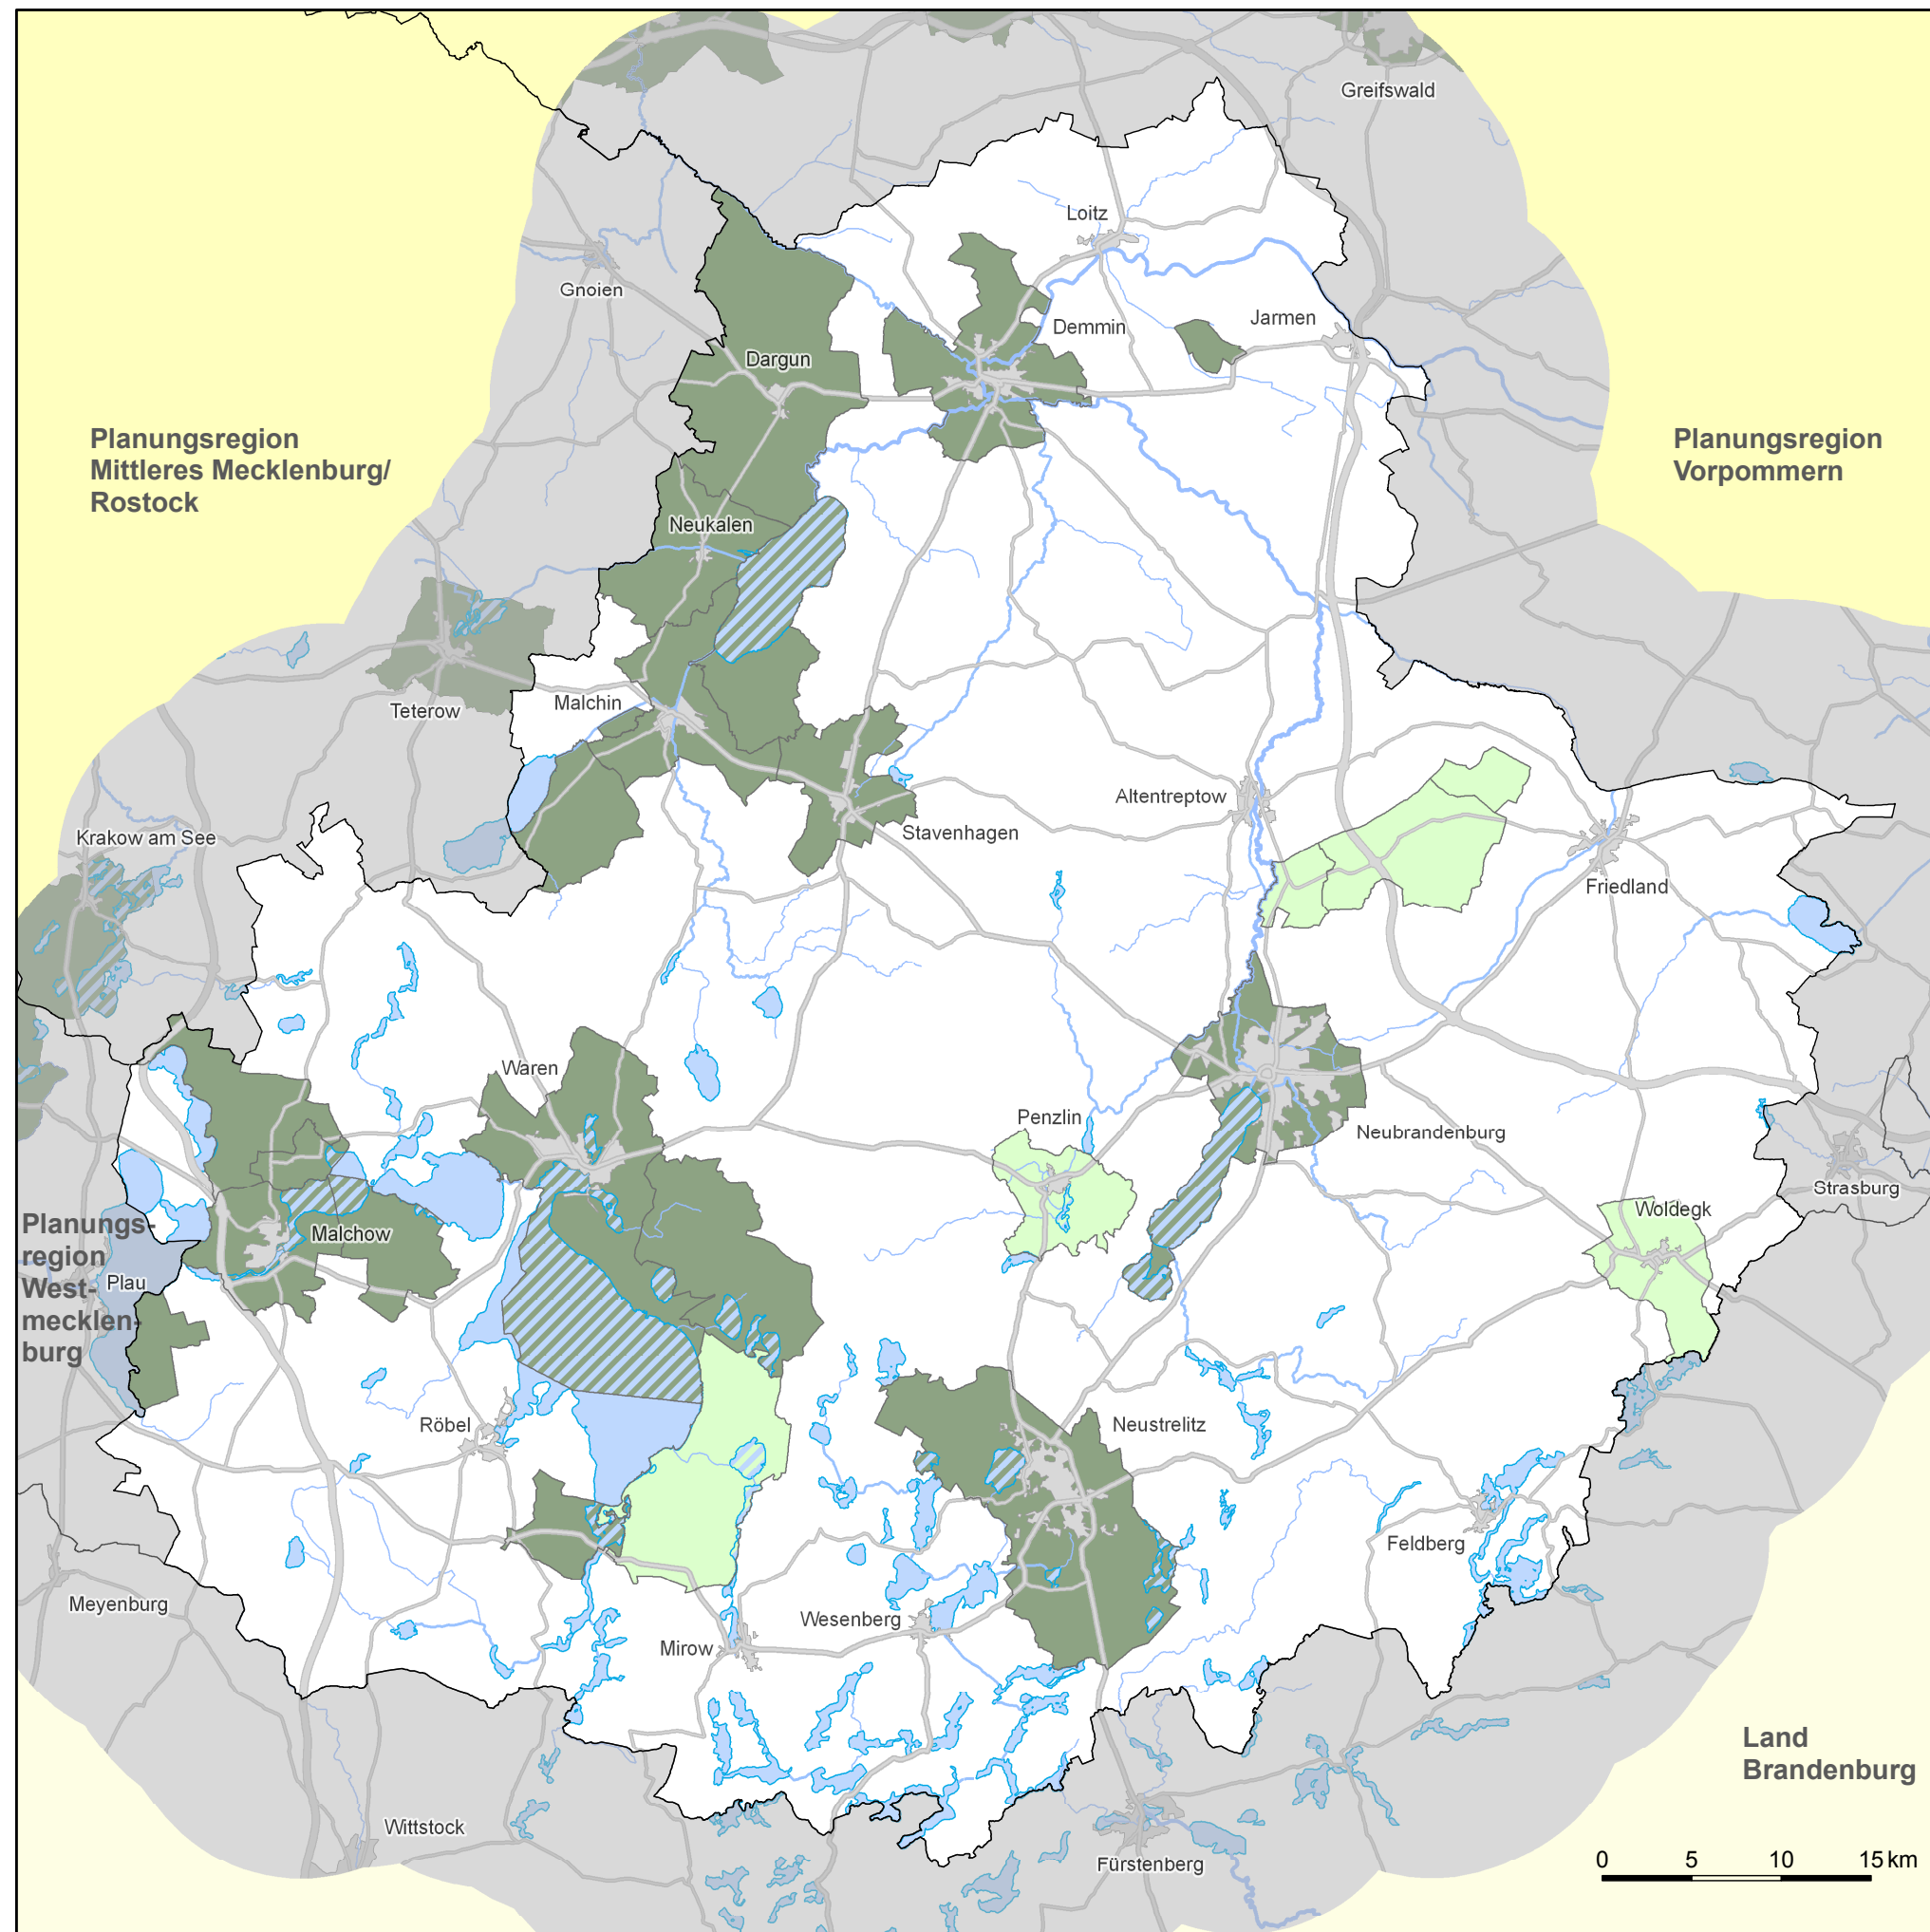 Greifswald
Loitz
Gnoien
Demmin
Jarmen
Dargun
Planungsregion
Mittleres Mecklenburg/
Rostock
Planungsregion
Vorpommern
Neukalen
Malchin
Teterow
Altentreptow
Stavenhagen
Krakow am See
Friedland
Waren
Penzlin
Neubrandenburg
Strasburg
Woldegk
Malchow
Planungs-
region
West-
mecklen-
burg
Plau
Röbel
Neustrelitz
Feldberg
Meyenburg
Wesenberg
Mirow
Land
Brandenburg
Wittstock
Fürstenberg
0 5 10 15 km